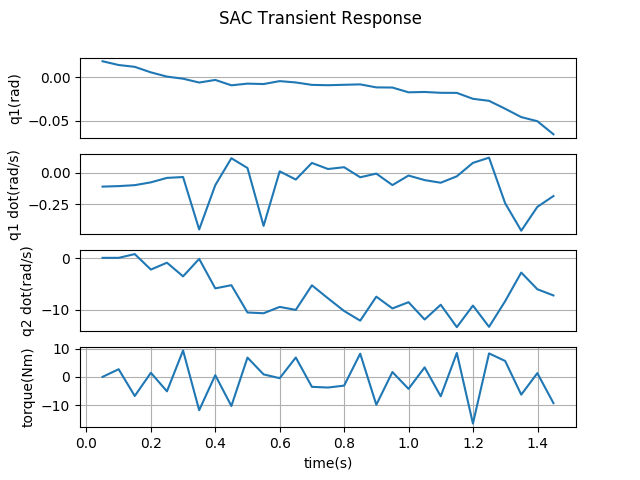 SAC Transient Response
q1(rad)
0.00
−0.05
q1 dot(rad/s)
0.00
−0.25
q2 dot(rad/s)
0
−10
torque(Nm)
10
0
−10
0.0 0.2 0.4 0.6 0.8 1.0 1.2 1.4
time(s)